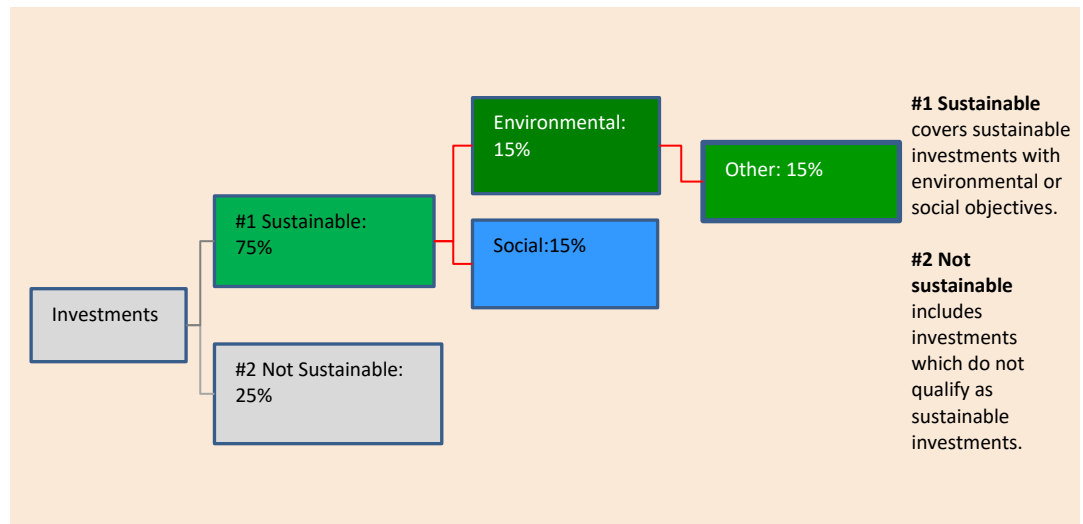 Investments
#1 Sustainable:
75%
#2 Not Sustainable:
25%
Environmental:
15%
Social:15%
Other: 15%
#1 Sustainable
covers sustainable
investments with
environmental or
social objectives.
#2 Not
sustainable
includes
investments
which do not
qualify as
sustainable
investments.